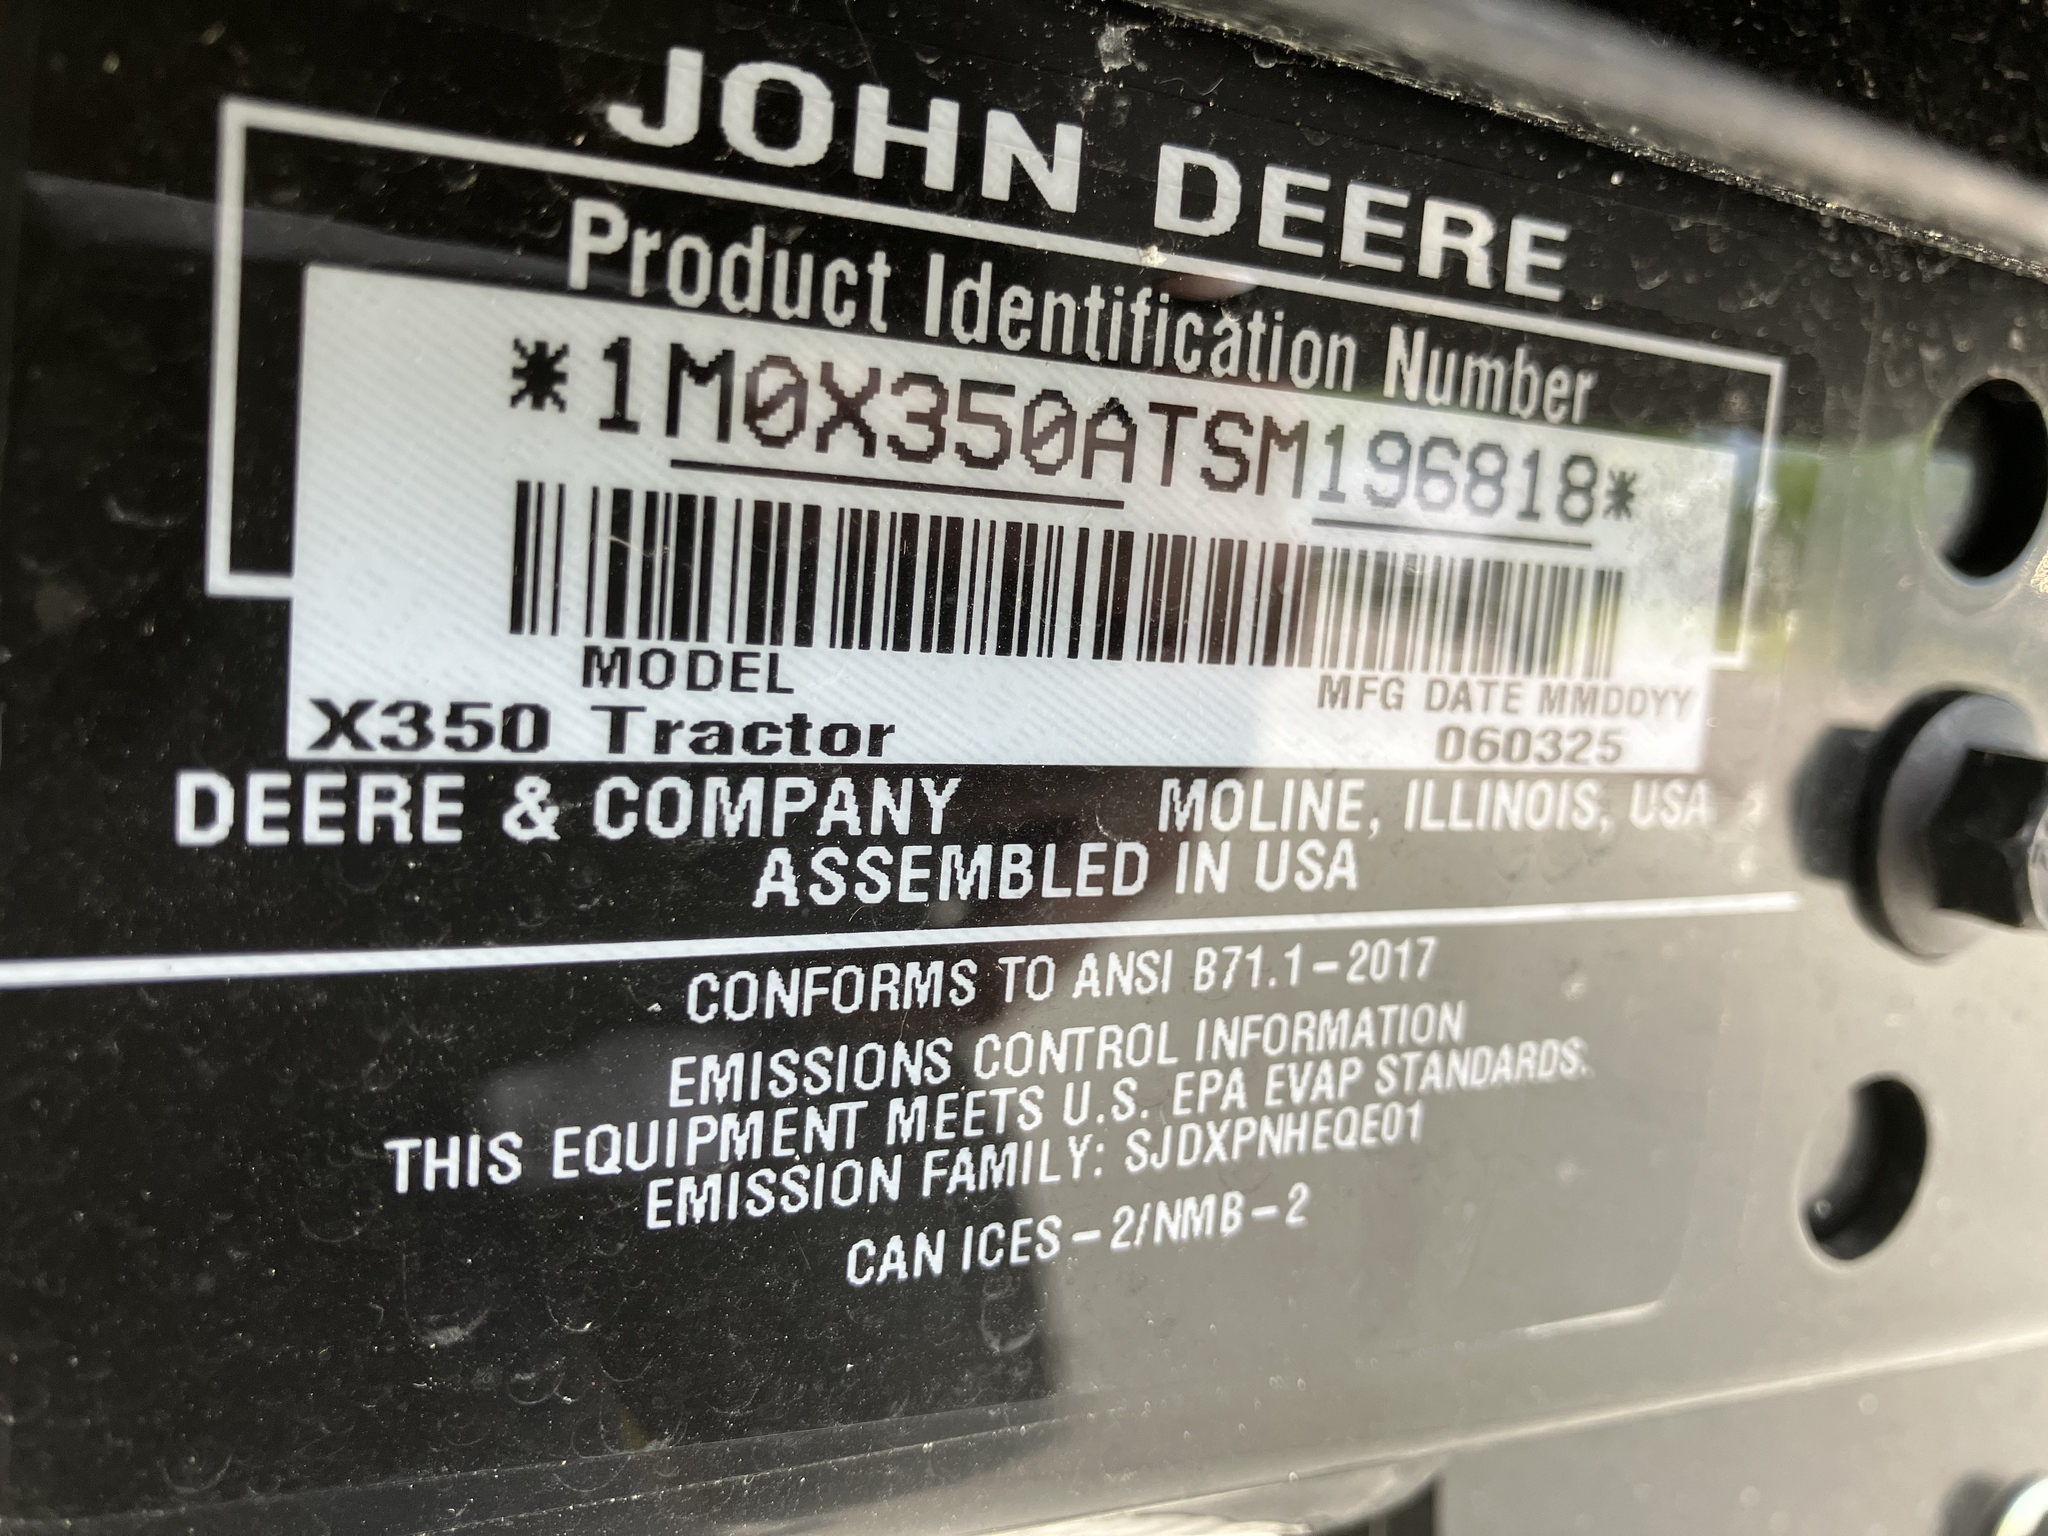 JOHN DEERE
Product Identification Number
*1M0X350ATSM196818*
MODEL
MFG DATE MMDDYY
X350 Tractor
060325
DEERE & COMPANY MOLINE, ILLINOIS, USA
ASSEMBLED IN USA
CONFORMS TO ANSI B71.1-2017
EMISSIONS CONTROL INFORMATION
THIS EQUIPMENT MEETS U.S. EPA EVAP STANDARDS.
EMISSION FAMILY: SJDXPNHEQE01
CAN ICES-2/NMB-2